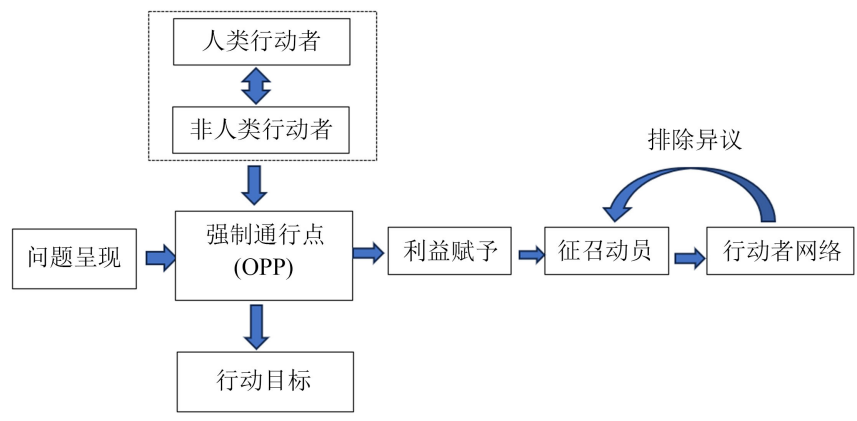 人类行动者
非人类行动者
排除异议
问题呈现
强制通行点
(OPP)
利益赋予
征召动员
行动者网络
行动目标